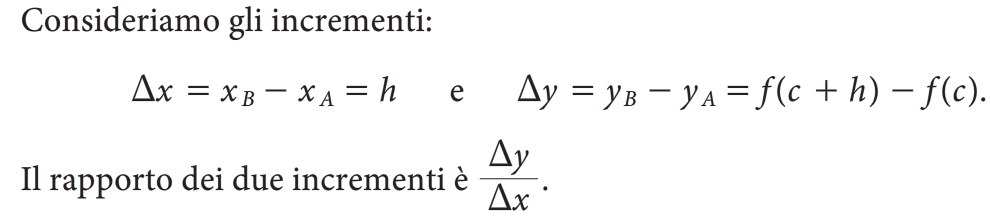 Consideriamo gli incrementi:
Δx = x_B − x_A = h e Δy = y_B − y_A = f(c + h) − f(c).
Il rapporto dei due incrementi è Δy/Δx.